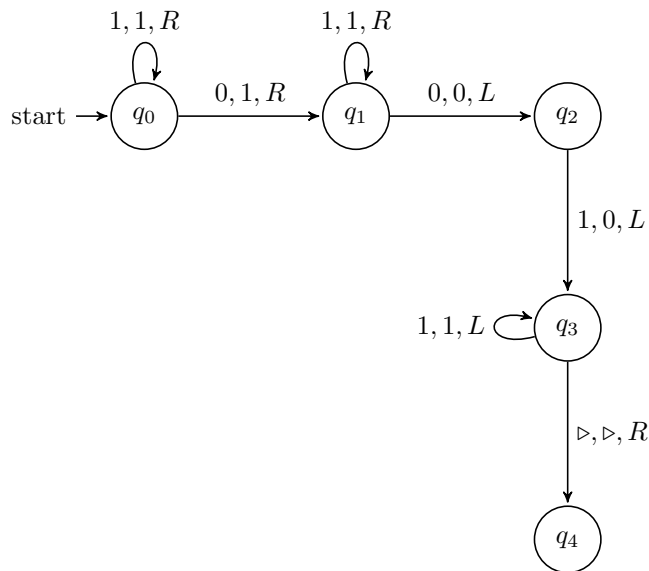 1, 1, R 1, 1, R
0, 1, R 0, 0, L
start q₀ q₁ q₂
1, 0, L
1, 1, L q₃
▷, ▷, R
q₄